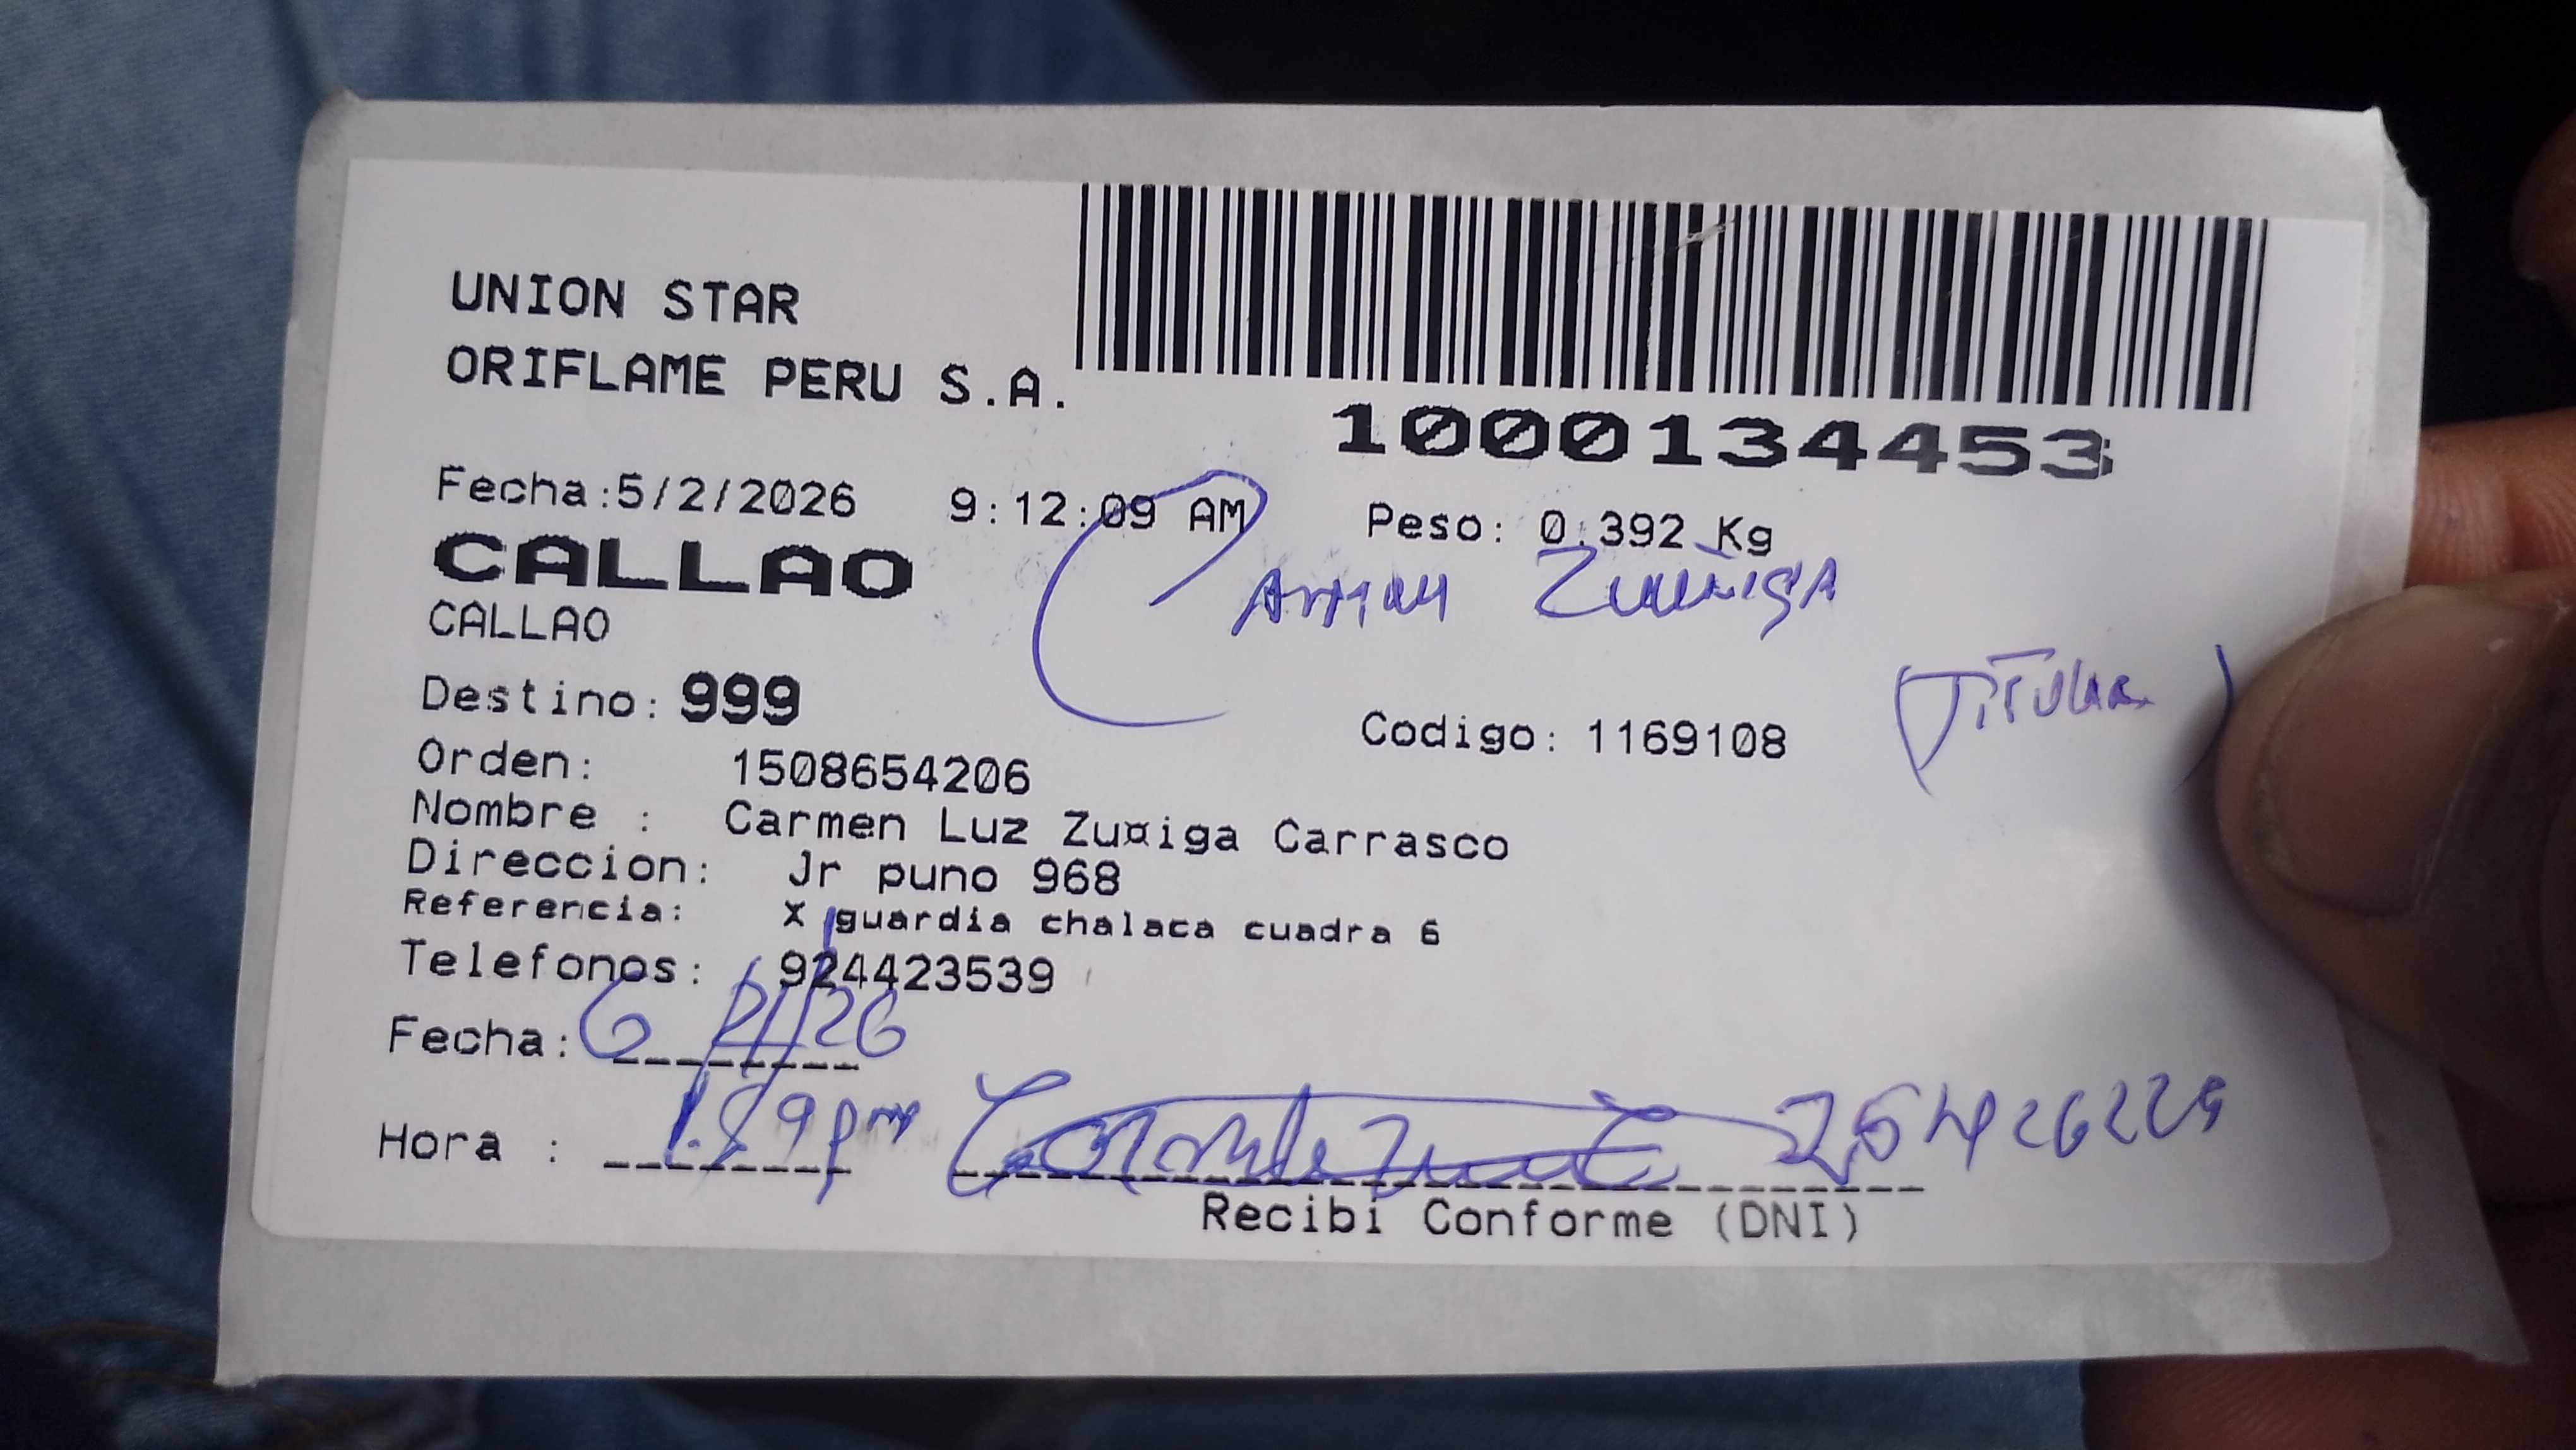 UNION STAR
ORIFLAME PERU S.A.
1000134453
Fecha:5/2/2026 9:12:09 AM Peso: 0.392 Kg
CALLAO
Carmen Zuñiga
CALLAO
(Titular)
Destino: 999 Codigo: 1169108
Orden: 1508654206
Nombre : Carmen Luz Zu¤iga Carrasco
Direccion: Jr puno 968
Referencia: X guardia chalaca cuadra 6
Telefonos: 924423539
Fecha: 6/2/26
Hora :
Recibi Conforme (DNI)